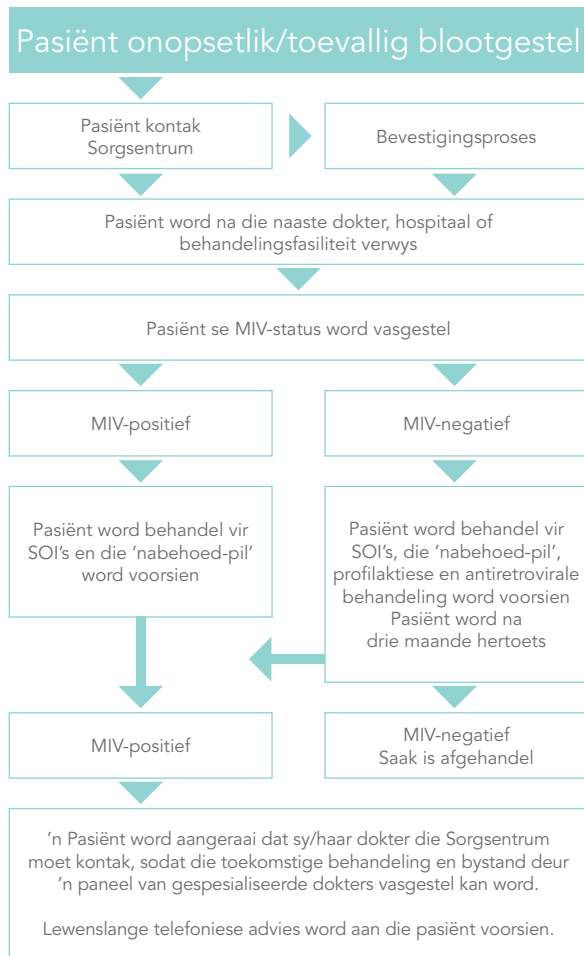 Pasiënt onopsetlik/toevallig blootgestel
Pasiënt kontak
Sorgsentrum
Bevestigingsproses
Pasiënt word na die naaste dokter, hospitaal of
behandelingsfasiliteit verwys
Pasiënt se MIV-status word vasgestel
MIV-positief
MIV-negatief
Pasiënt word behandel vir
SOI's en die 'nabehoed-pil'
word voorsien
Pasiënt word behandel vir
SOI's, die 'nabehoed-pil',
profilaktiese en antiretrovirale
behandeling word voorsien
Pasiënt word na
drie maande hertoets
MIV-positief
MIV-negatief
Saak is afgehandel
'n Pasiënt word aangeraai dat sy/haar dokter die Sorgsentrum
moet kontak, sodat die toekomstige behandeling en bystand deur
'n paneel van gespesialiseerde dokters vasgestel kan word.
Lewenslange telefoniese advies word aan die pasiënt voorsien.